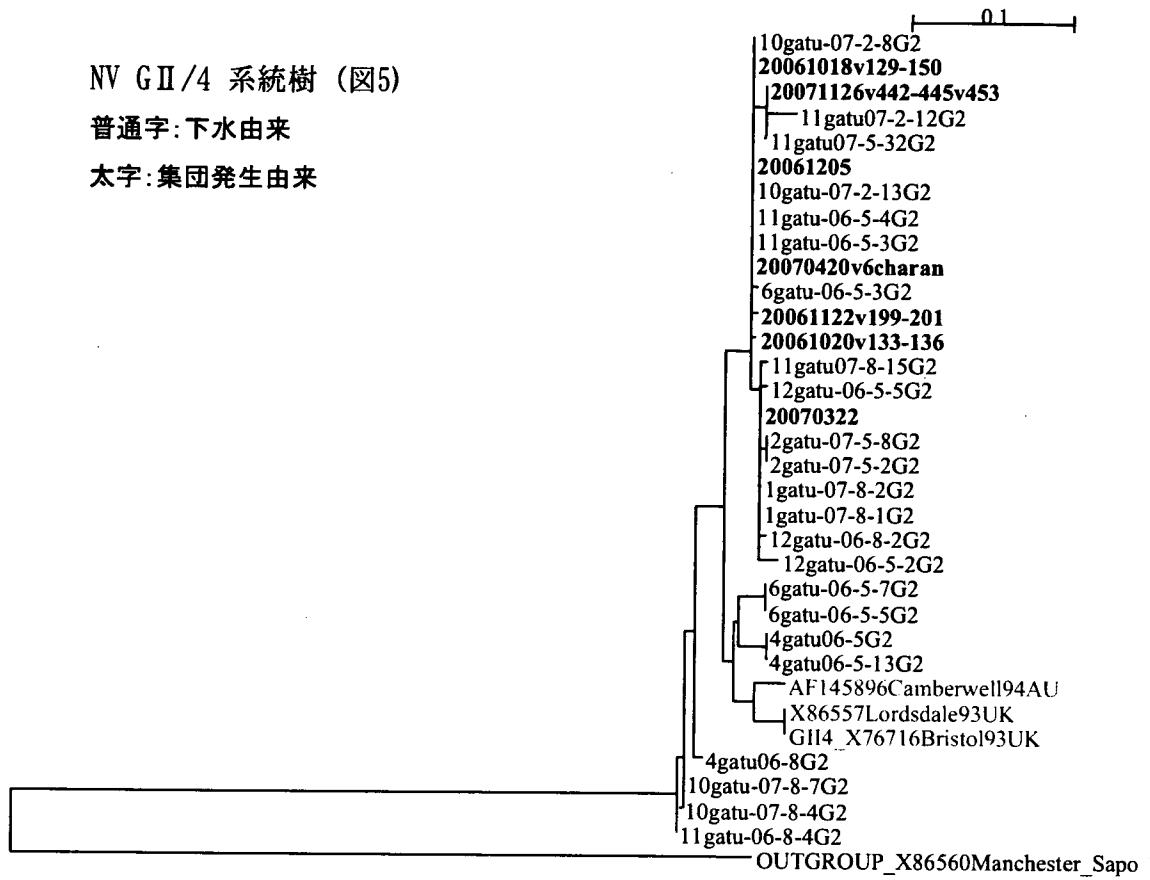 0.1
NV GⅡ/4 系統樹 (図5)
普通字:下水由来
太字:集団発生由来
10gatu-07-2-8G2
20061018v129-150
20071126v442-445v453
11gatu07-2-12G2
11gatu07-5-32G2
20061205
10gatu-07-2-13G2
11gatu-06-5-4G2
11gatu-06-5-3G2
20070420v6charan
6gatu-06-5-3G2
20061122v199-201
20061020v133-136
11gatu07-8-15G2
12gatu-06-5-5G2
20070322
2gatu-07-5-8G2
2gatu-07-5-2G2
1gatu-07-8-2G2
1gatu-07-8-1G2
12gatu-06-8-2G2
12gatu-06-5-2G2
6gatu-06-5-7G2
6gatu-06-5-5G2
4gatu06-5G2
4gatu06-5-13G2
AF145896Camberwell94AU
X86557Lordsdale93UK
GII4_X76716Bristol93UK
4gatu06-8G2
10gatu-07-8-7G2
10gatu-07-8-4G2
11gatu-06-8-4G2
OUTGROUP_X86560Manchester_Sapo